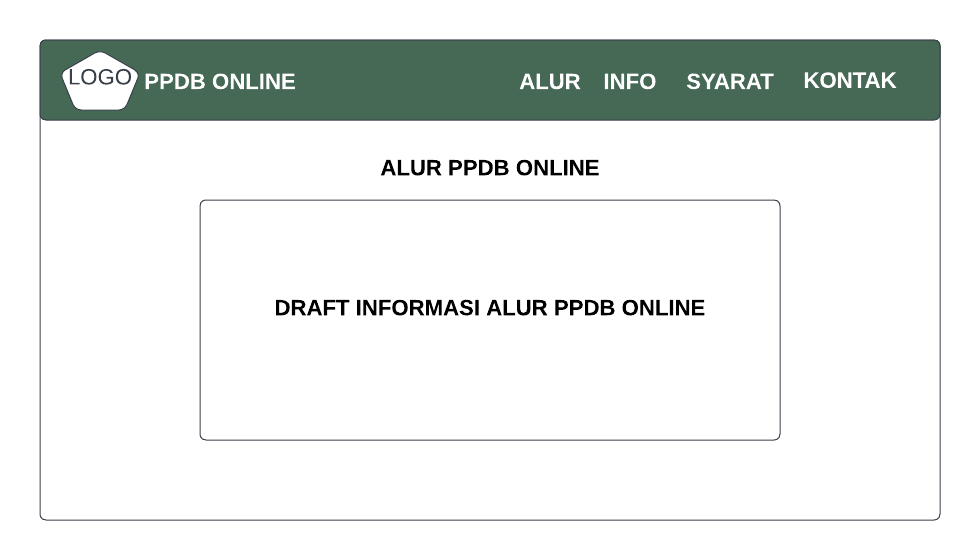 LOGO PPDB ONLINE ALUR INFO SYARAT KONTAK
ALUR PPDB ONLINE
DRAFT INFORMASI ALUR PPDB ONLINE